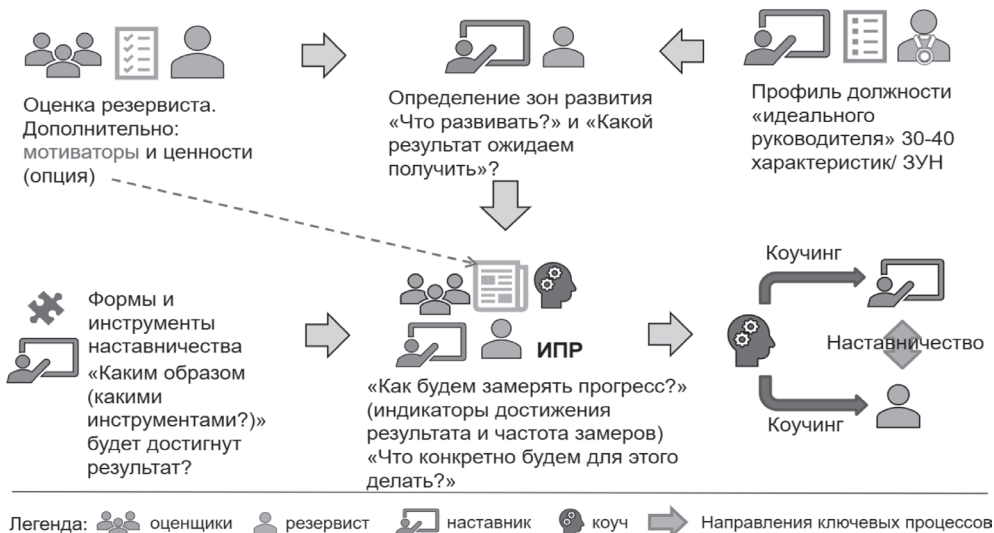 Оценка резервиста.
Дополнительно:
мотиваторы и ценности
(опция)
Определение зон развития
«Что развивать?» и «Какой
результат ожидаем
получить»?
Профиль должности
«идеального
руководителя» 30-40
характеристик/ ЗУН
Формы и
инструменты
наставничества
«Каким образом
(какими
инструментами?)»
будет достигнут
результат?
ИПР
«Как будем замерять прогресс?»
(индикаторы достижения
результата и частота замеров)
«Что конкретно будем для этого
делать?»
Коучинг
Наставничество
Коучинг
Легенда: оценщики резервист наставник коуч Направления ключевых процессов